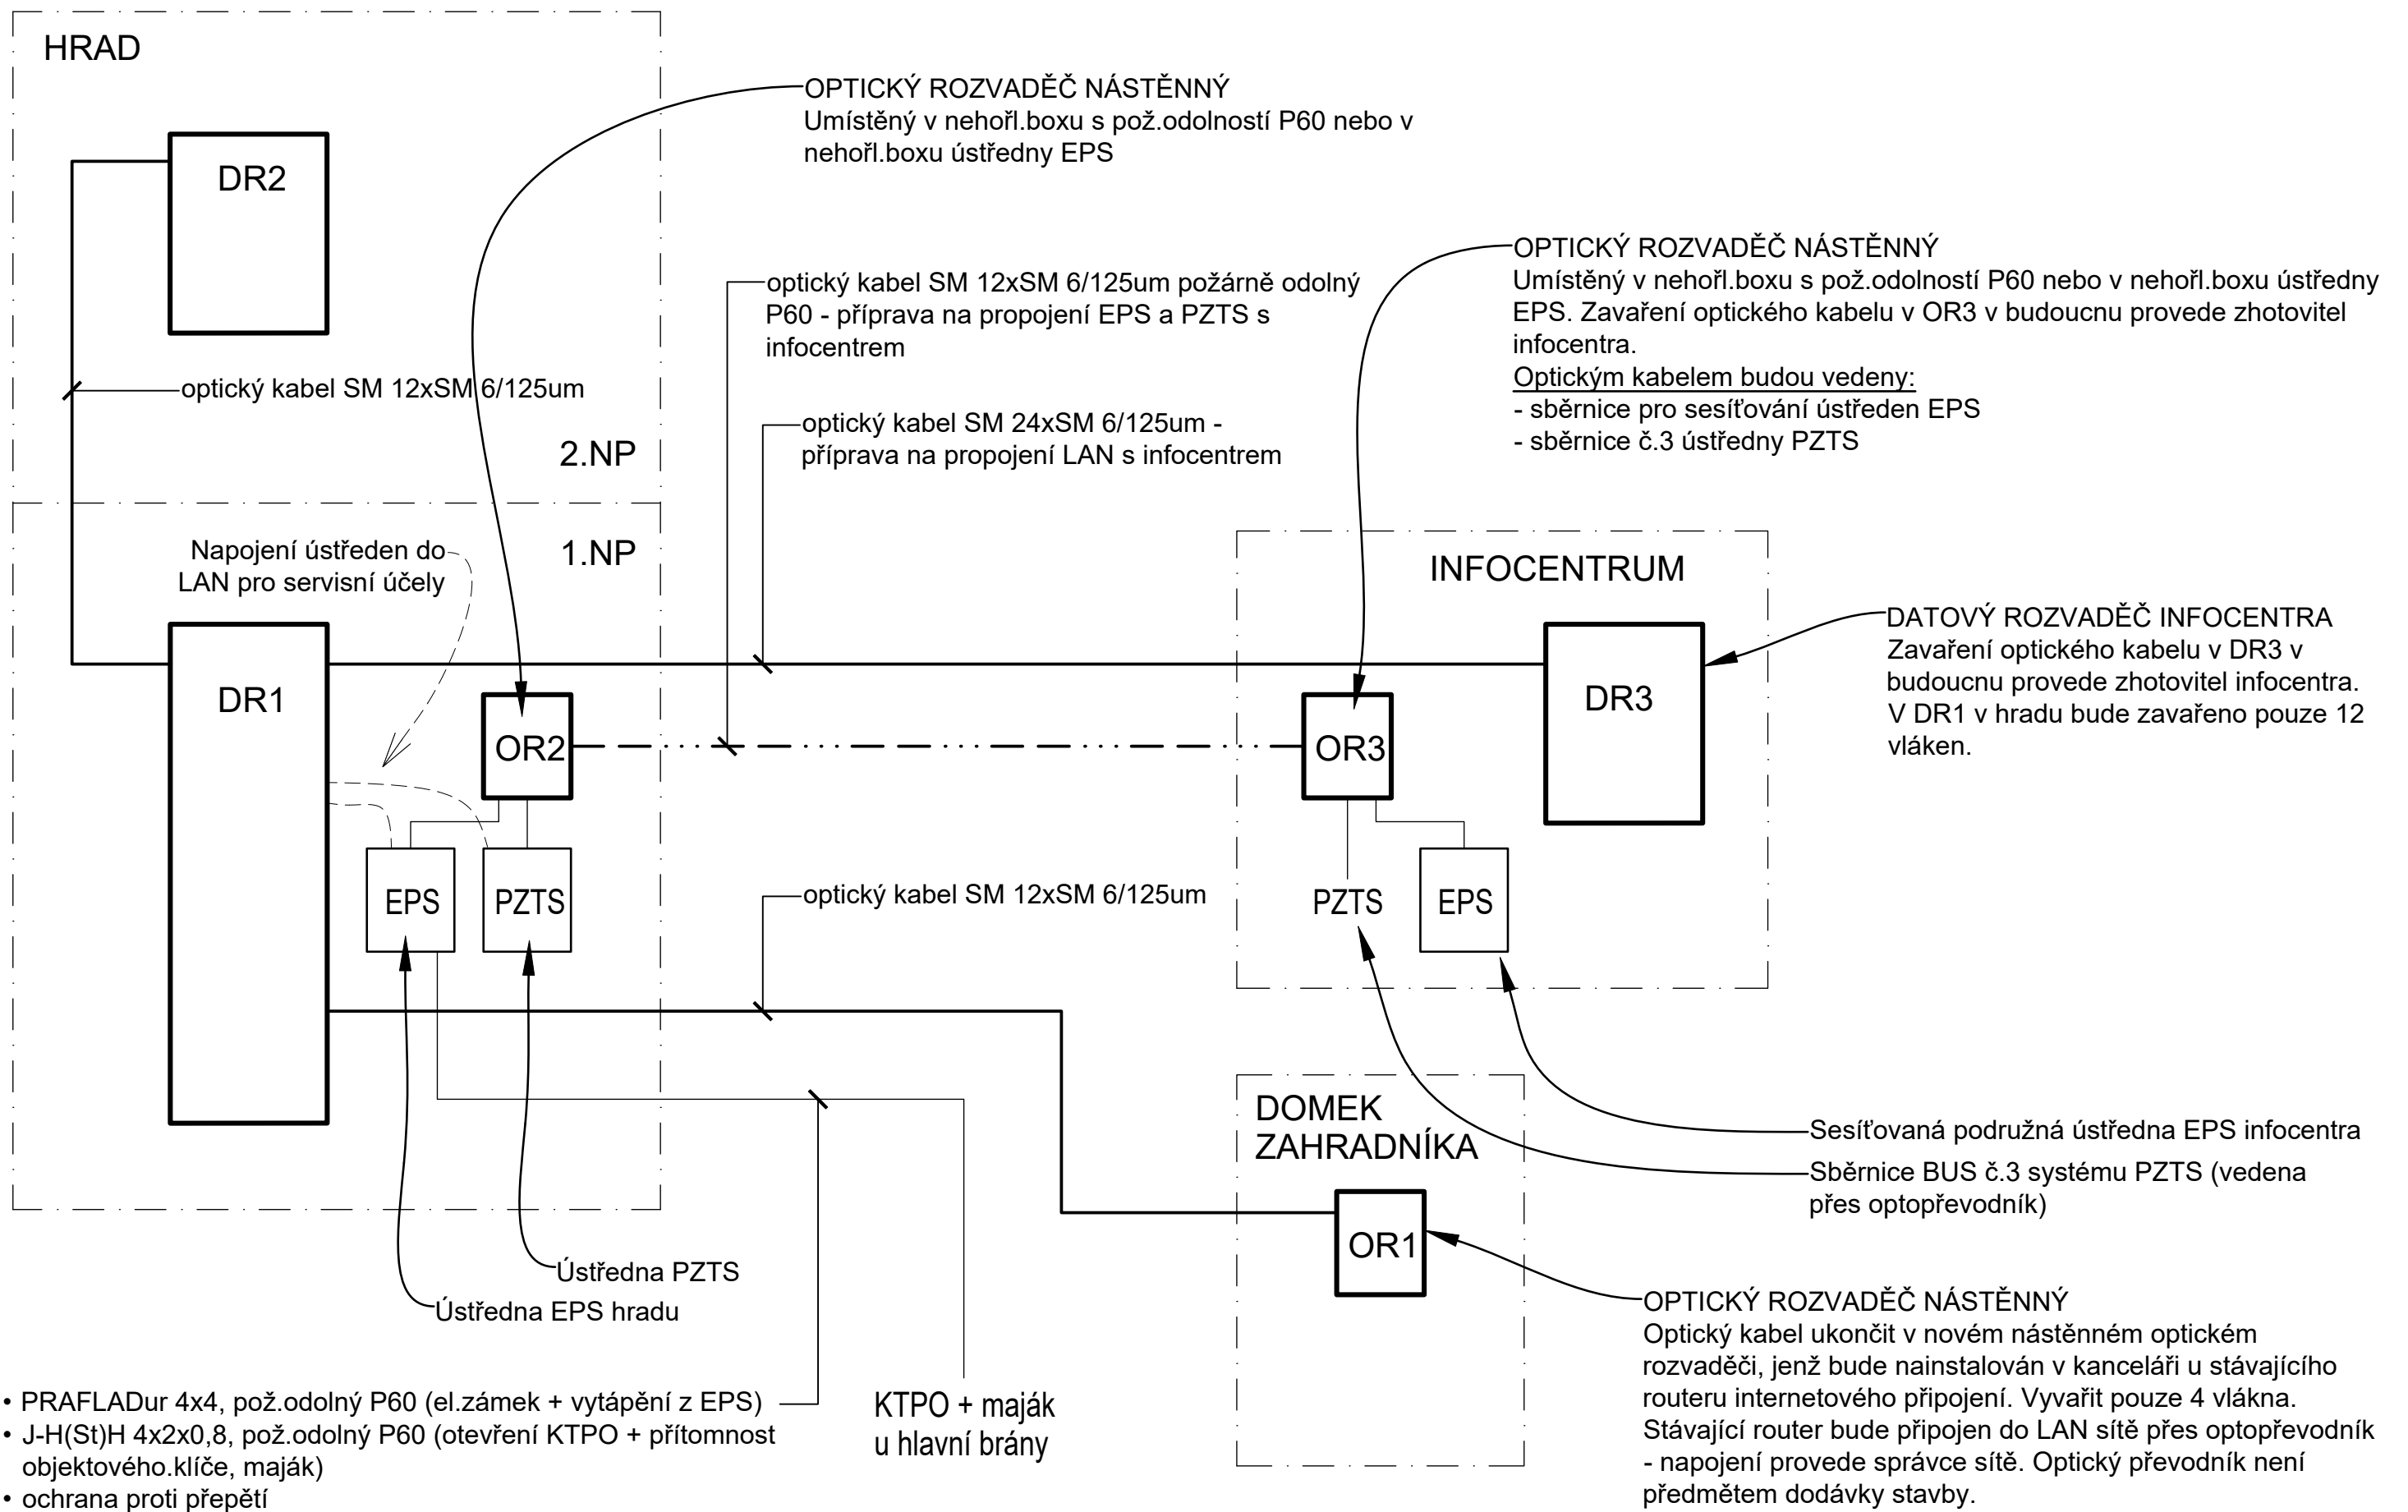 HRAD
OPTICKÝ ROZVADĚČ NÁSTĚNNÝ
Umístěný v nehořl.boxu s pož.odolností P60 nebo v
nehořl.boxu ústředny EPS
DR2
OPTICKÝ ROZVADĚČ NÁSTĚNNÝ
Umístěný v nehořl.boxu s pož.odolností P60 nebo v nehořl.boxu ústředny
EPS. Zavaření optického kabelu v OR3 v budoucnu provede zhotovitel
infocentra.
Optickým kabelem budou vedeny:
- sběrnice pro sesíťování ústředen EPS
- sběrnice č.3 ústředny PZTS
optický kabel SM 12xSM 6/125um požárně odolný
P60 - příprava na propojení EPS a PZTS s
infocentrem
optický kabel SM 12xSM 6/125um
optický kabel SM 24xSM 6/125um -
příprava na propojení LAN s infocentrem
2.NP
1.NP
Napojení ústředen do
LAN pro servisní účely
INFOCENTRUM
DATOVÝ ROZVADĚČ INFOCENTRA
Zavaření optického kabelu v DR3 v
budoucnu provede zhotovitel infocentra.
V DR1 v hradu bude zavařeno pouze 12
vláken.
DR1
OR2
OR3
DR3
EPS
PZTS
optický kabel SM 12xSM 6/125um
PZTS
EPS
DOMEK
ZAHRADNÍKA
Sesíťovaná podružná ústředna EPS infocentra
Sběrnice BUS č.3 systému PZTS (vedena
přes optopřevodník)
OR1
Ústředna PZTS
Ústředna EPS hradu
OPTICKÝ ROZVADĚČ NÁSTĚNNÝ
Optický kabel ukončit v novém nástěnném optickém
rozvaděči, jenž bude nainstalován v kanceláři u stávajícího
routeru internetového připojení. Vyvařit pouze 4 vlákna.
Stávající router bude připojen do LAN sítě přes optopřevodník
- napojení provede správce sítě. Optický převodník není
předmětem dodávky stavby.
• PRAFLADur 4x4, pož.odolný P60 (el.zámek + vytápění z EPS)
• J-H(St)H 4x2x0,8, pož.odolný P60 (otevření KTPO + přítomnost
objektového.klíče, maják)
• ochrana proti přepětí
KTPO + maják
u hlavní brány